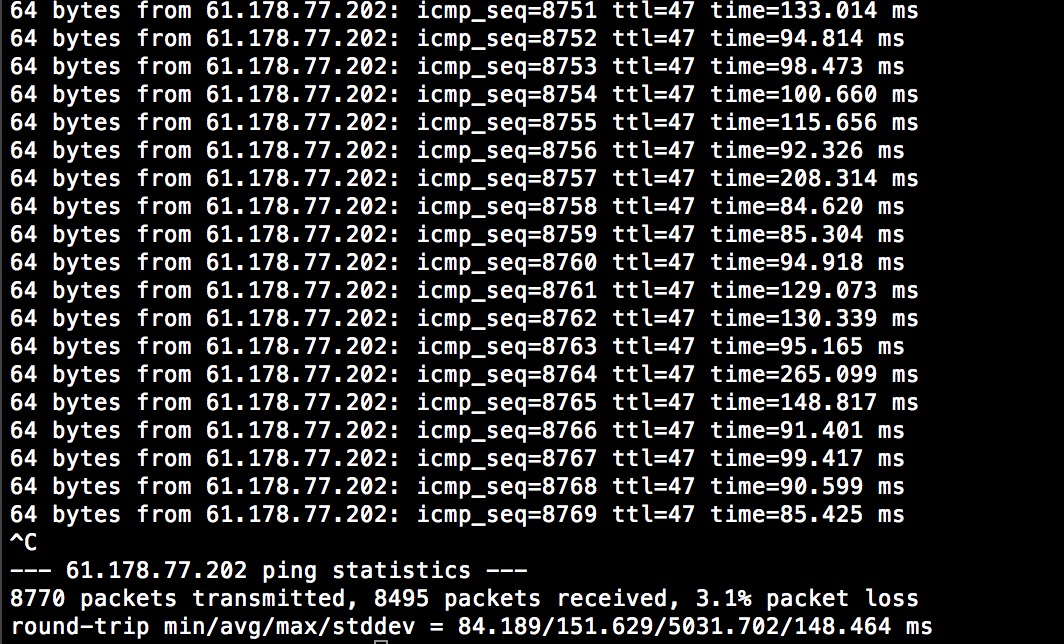 64 bytes from 61.178.77.202: icmp_seq=8751 ttl=47 time=133.014 ms
64 bytes from 61.178.77.202: icmp_seq=8752 ttl=47 time=94.814 ms
64 bytes from 61.178.77.202: icmp_seq=8753 ttl=47 time=98.473 ms
64 bytes from 61.178.77.202: icmp_seq=8754 ttl=47 time=100.660 ms
64 bytes from 61.178.77.202: icmp_seq=8755 ttl=47 time=115.656 ms
64 bytes from 61.178.77.202: icmp_seq=8756 ttl=47 time=92.326 ms
64 bytes from 61.178.77.202: icmp_seq=8757 ttl=47 time=208.314 ms
64 bytes from 61.178.77.202: icmp_seq=8758 ttl=47 time=84.620 ms
64 bytes from 61.178.77.202: icmp_seq=8759 ttl=47 time=85.304 ms
64 bytes from 61.178.77.202: icmp_seq=8760 ttl=47 time=94.918 ms
64 bytes from 61.178.77.202: icmp_seq=8761 ttl=47 time=129.073 ms
64 bytes from 61.178.77.202: icmp_seq=8762 ttl=47 time=130.339 ms
64 bytes from 61.178.77.202: icmp_seq=8763 ttl=47 time=95.165 ms
64 bytes from 61.178.77.202: icmp_seq=8764 ttl=47 time=265.099 ms
64 bytes from 61.178.77.202: icmp_seq=8765 ttl=47 time=148.817 ms
64 bytes from 61.178.77.202: icmp_seq=8766 ttl=47 time=91.401 ms
64 bytes from 61.178.77.202: icmp_seq=8767 ttl=47 time=99.417 ms
64 bytes from 61.178.77.202: icmp_seq=8768 ttl=47 time=90.599 ms
64 bytes from 61.178.77.202: icmp_seq=8769 ttl=47 time=85.425 ms
^C
--- 61.178.77.202 ping statistics ---
8770 packets transmitted, 8495 packets received, 3.1% packet loss
round-trip min/avg/max/stddev = 84.189/151.629/5031.702/148.464 ms